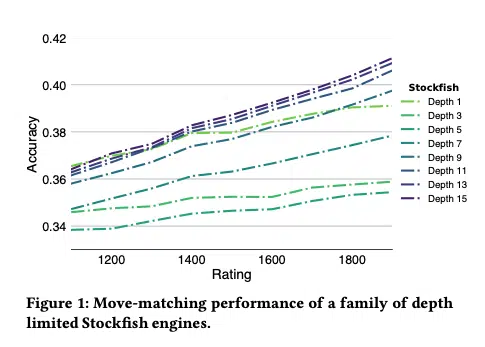 0.42
0.40
0.38
0.36
0.34
Accuracy
1200 1400 1600 1800
Rating
Stockfish
Depth 1
Depth 3
Depth 5
Depth 7
Depth 9
Depth 11
Depth 13
Depth 15
Figure 1: Move-matching performance of a family of depth
limited Stockfish engines.